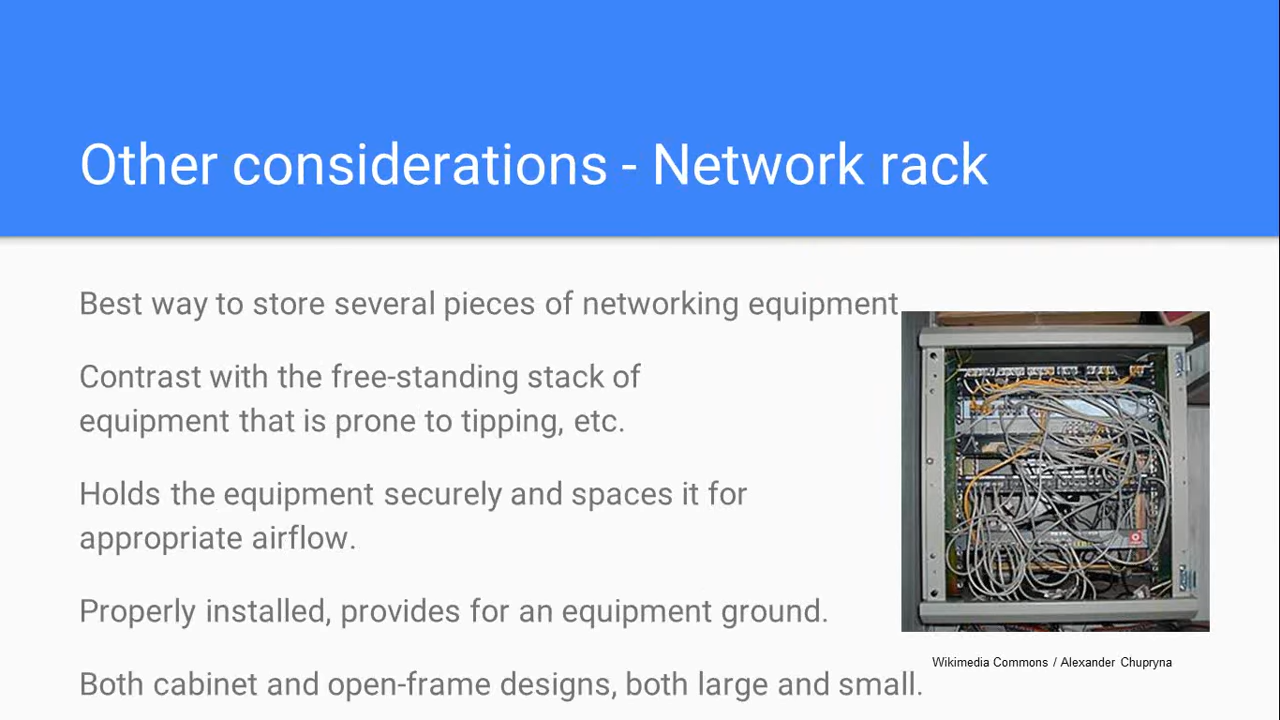 Other considerations - Network rack
Best way to store several pieces of networking equipment
Contrast with the free-standing stack of
equipment that is prone to tipping, etc.
Holds the equipment securely and spaces it for
appropriate airflow.
Properly installed, provides for an equipment ground.
Both cabinet and open-frame designs, both large and small.
Wikimedia Commons / Alexander Chupryna